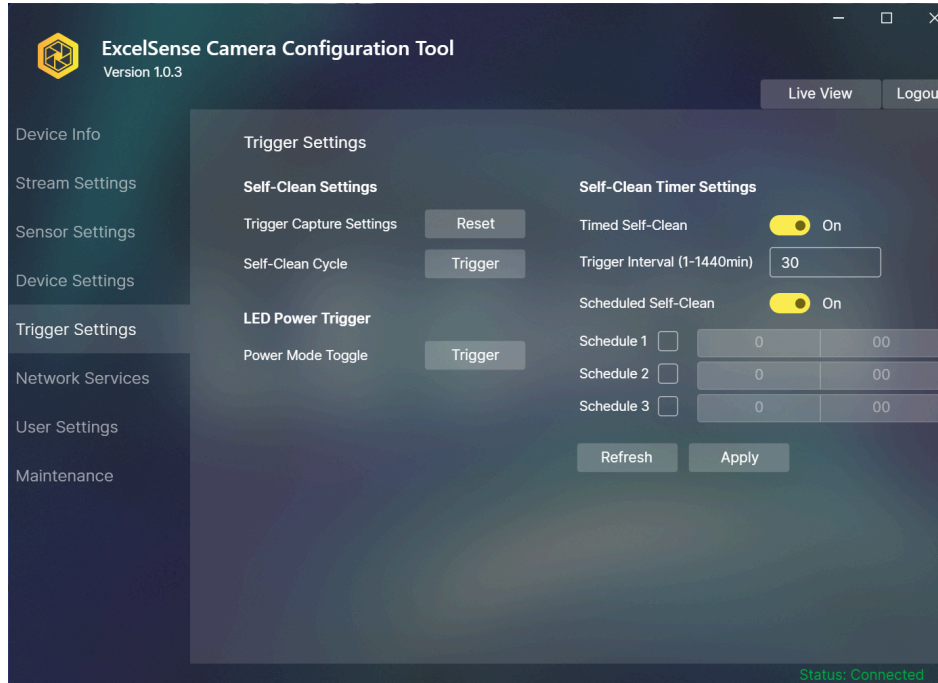 ExcelSense Camera Configuration Tool
Version 1.0.3
Live View
Logou
Device Info
Stream Settings
Sensor Settings
Device Settings
Trigger Settings
Network Services
User Settings
Maintenance
Trigger Settings
Self-Clean Settings
Trigger Capture Settings Reset
Self-Clean Cycle Trigger
LED Power Trigger
Power Mode Toggle Trigger
Self-Clean Timer Settings
Timed Self-Clean On
Trigger Interval (1-1440min) 30
Scheduled Self-Clean On
Schedule 1 0 00
Schedule 2 0 00
Schedule 3 0 00
Refresh Apply
Status: Connected